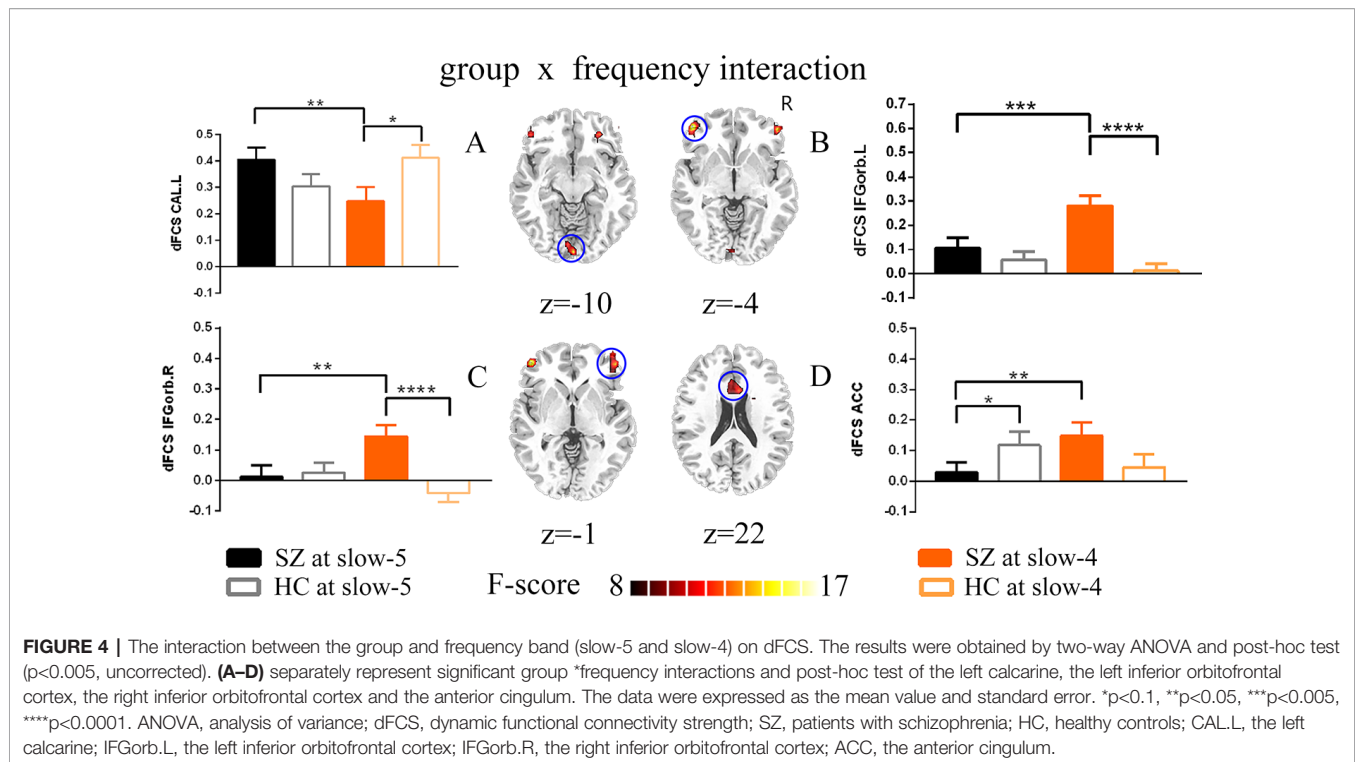 group x frequency interaction
** * A
0.5
0.4
0.3
0.2
0.1
0.0
-0.1
dFCS CAL.L
z=-10
R
B
z=-4
*** ****
0.7
0.6
0.5
0.4
0.3
0.2
0.1
0.0
-0.1
dFCS IFGorb.L
** **** C
0.5
0.4
0.3
0.2
0.1
0.0
-0.1
dFCS IFGorb.R
z=-1
D
z=22
* **
0.5
0.4
0.3
0.2
0.1
0.0
-0.1
dFCS ACC
SZ at slow-5
HC at slow-5
F-score 8 17
SZ at slow-4
HC at slow-4
FIGURE 4 | The interaction between the group and frequency band (slow-5 and slow-4) on dFCS. The results were obtained by two-way ANOVA and post-hoc test
(p<0.005, uncorrected). (A–D) separately represent significant group *frequency interactions and post-hoc test of the left calcarine, the left inferior orbitofrontal
cortex, the right inferior orbitofrontal cortex and the anterior cingulum. The data were expressed as the mean value and standard error. *p<0.1, **p<0.05, ***p<0.005,
****p<0.0001. ANOVA, analysis of variance; dFCS, dynamic functional connectivity strength; SZ, patients with schizophrenia; HC, healthy controls; CAL.L, the left
calcarine; IFGorb.L, the left inferior orbitofrontal cortex; IFGorb.R, the right inferior orbitofrontal cortex; ACC, the anterior cingulum.